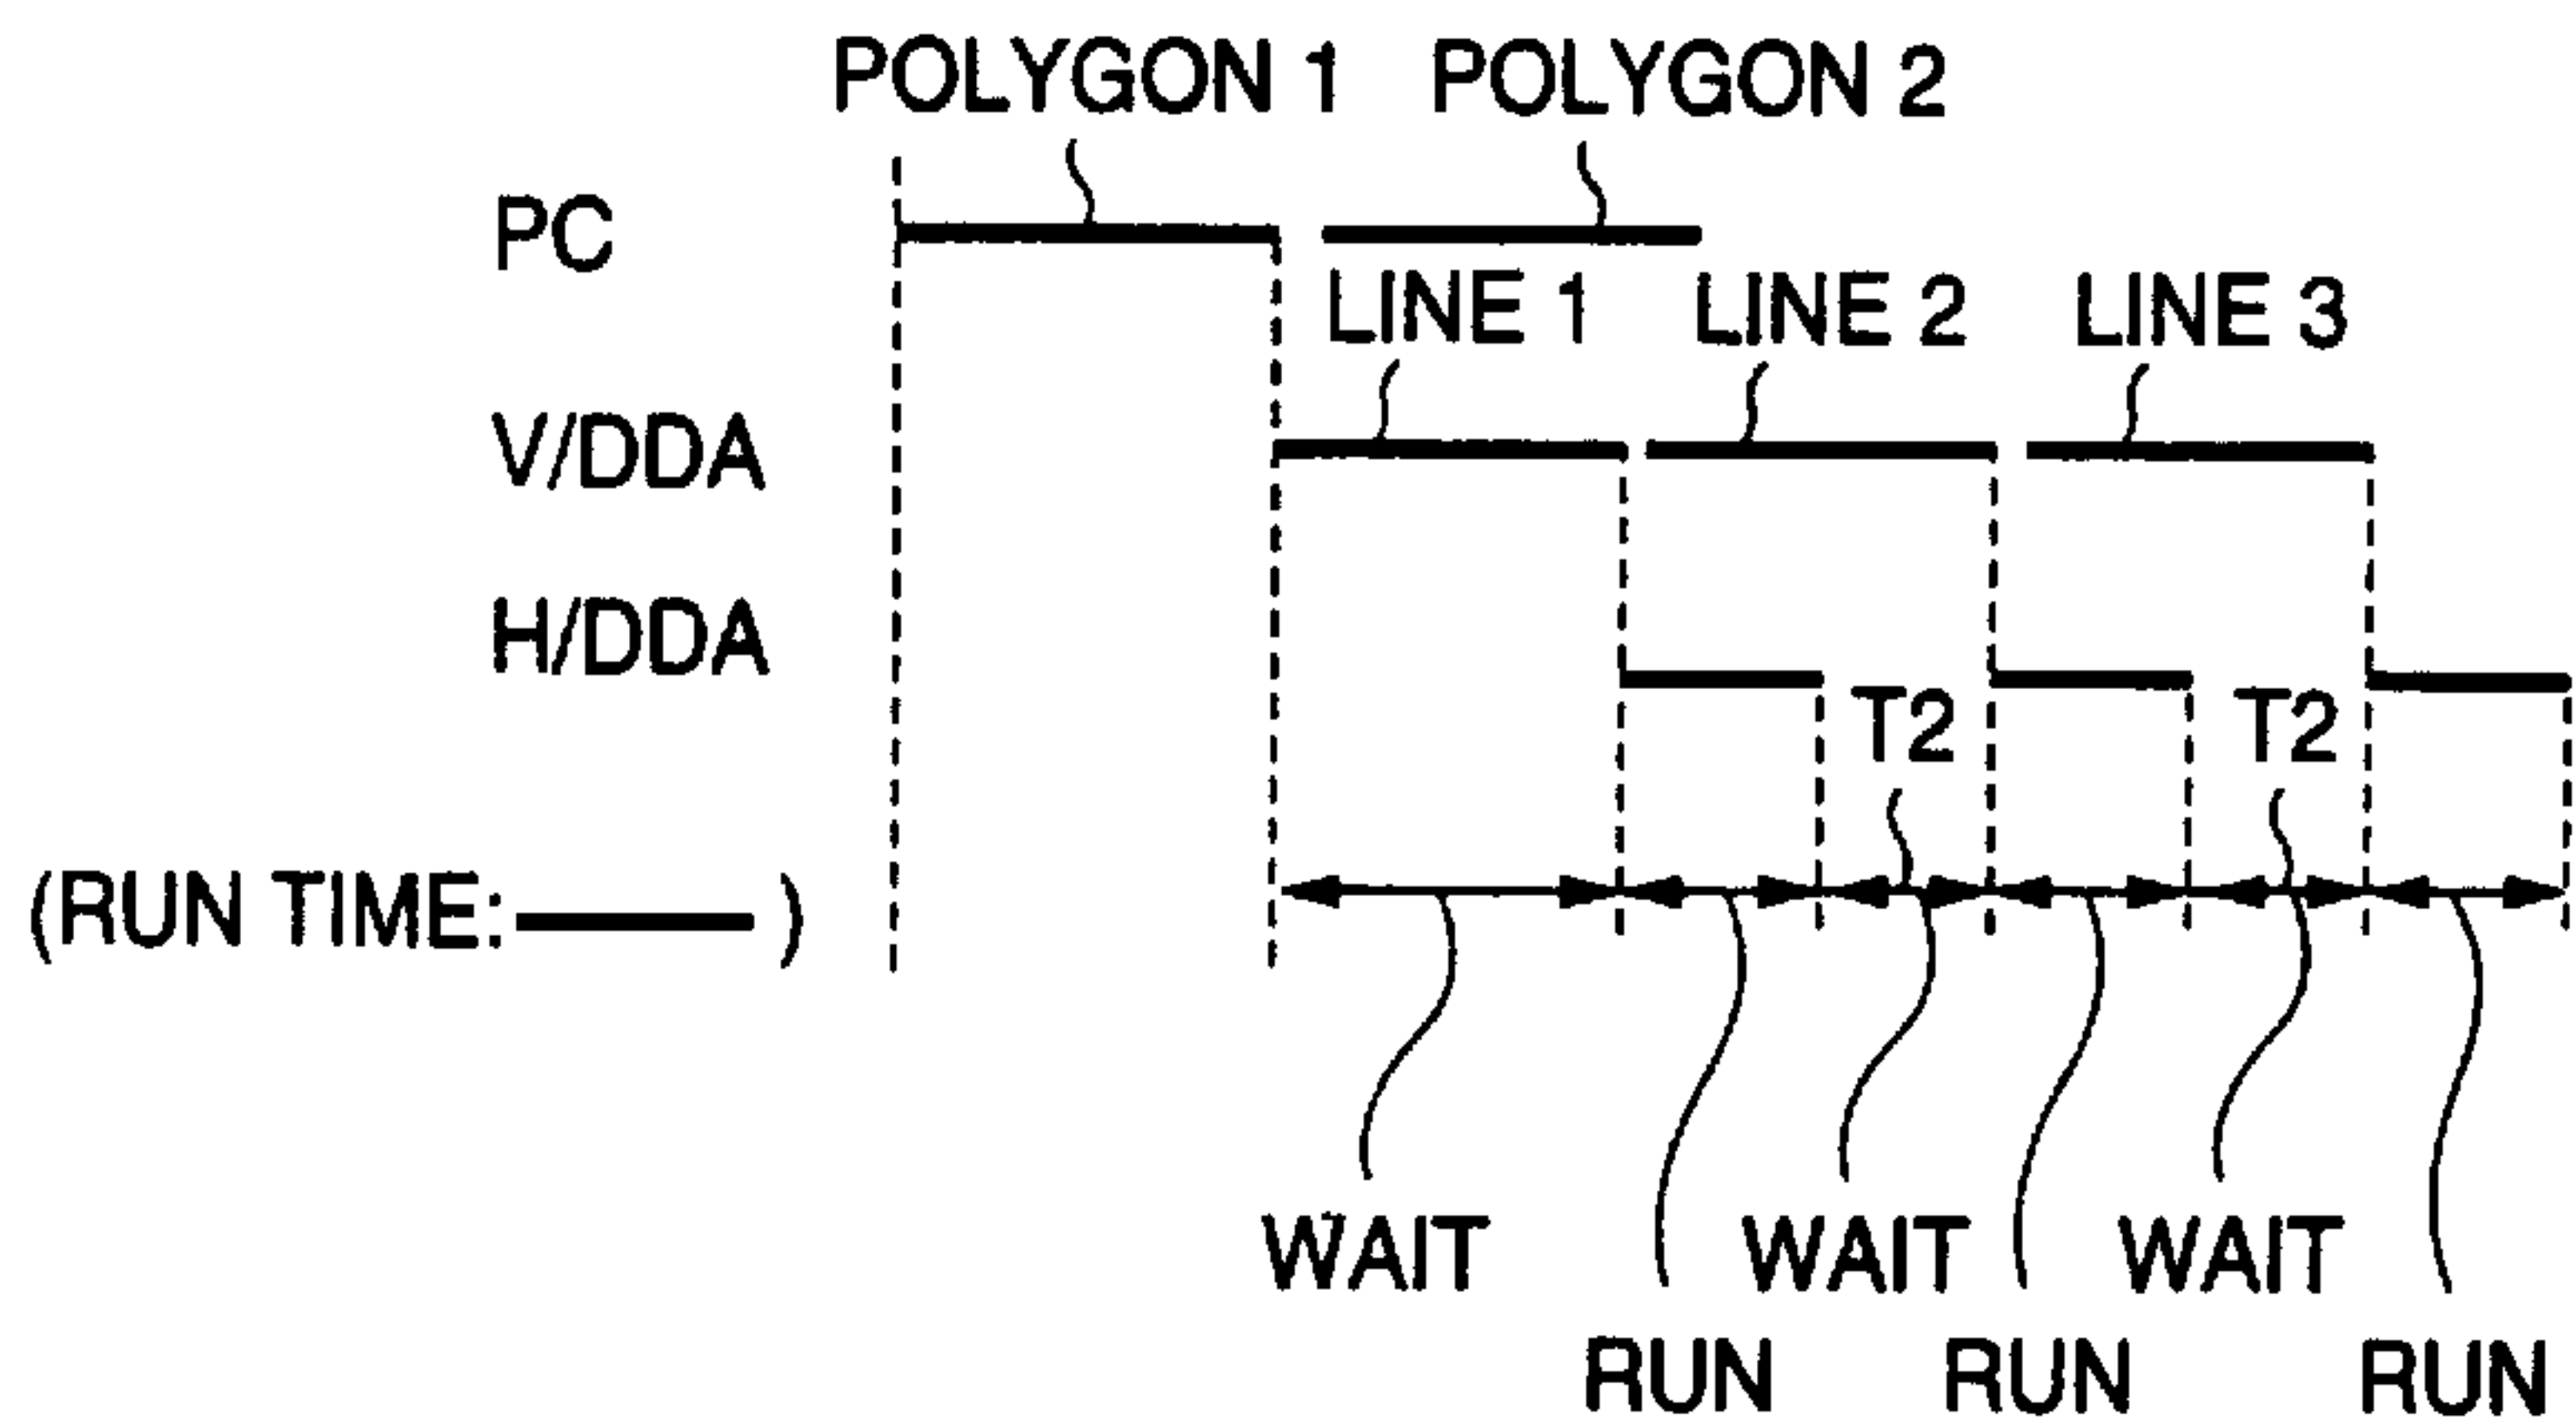 POLYGON 1 POLYGON 2
PC
LINE 1 LINE 2 LINE 3
V/DDA
H/DDA
T2 T2
(RUN TIME: )
WAIT WAIT WAIT
RUN RUN RUN